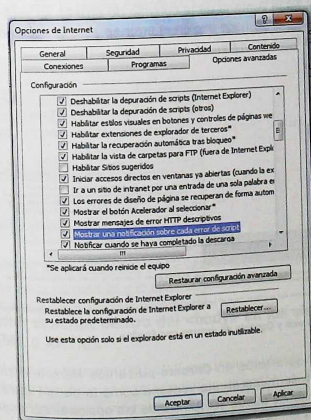 Opciones de Internet
General Seguridad Privacidad Contenido
Conexiones Programas Opciones avanzadas
Configuración
Deshabilitar la depuración de scripts (Internet Explorer)
Deshabilitar la depuración de scripts (otros)
Habilitar estilos visuales en botones y controles de páginas we
Habilitar extensiones de explorador de terceros*
Habilitar la recuperación automática tras bloqueo*
Habilitar la vista de carpetas para FTP (fuera de Internet Expl
Habilitar Sitios sugeridos
Iniciar accesos directos en ventanas ya abiertas (cuando la ex
Ir a un sitio de intranet por una entrada de una sola palabra e
Los errores de diseño de página se recuperan de forma autom
Mostrar el botón Acelerador al seleccionar*
Mostrar mensajes de error HTTP descriptivos
Mostrar una notificación sobre cada error de script
Notificar cuando se haya completado la descarga
*Se aplicará cuando reinicie el equipo
Restaurar configuración avanzada
Restablecer configuración de Internet Explorer
Restablece la configuración de Internet Explorer a
su estado predeterminado.
Restablecer...
Use esta opción solo si el explorador está en un estado inutilizable.
Aceptar Cancelar Aplicar